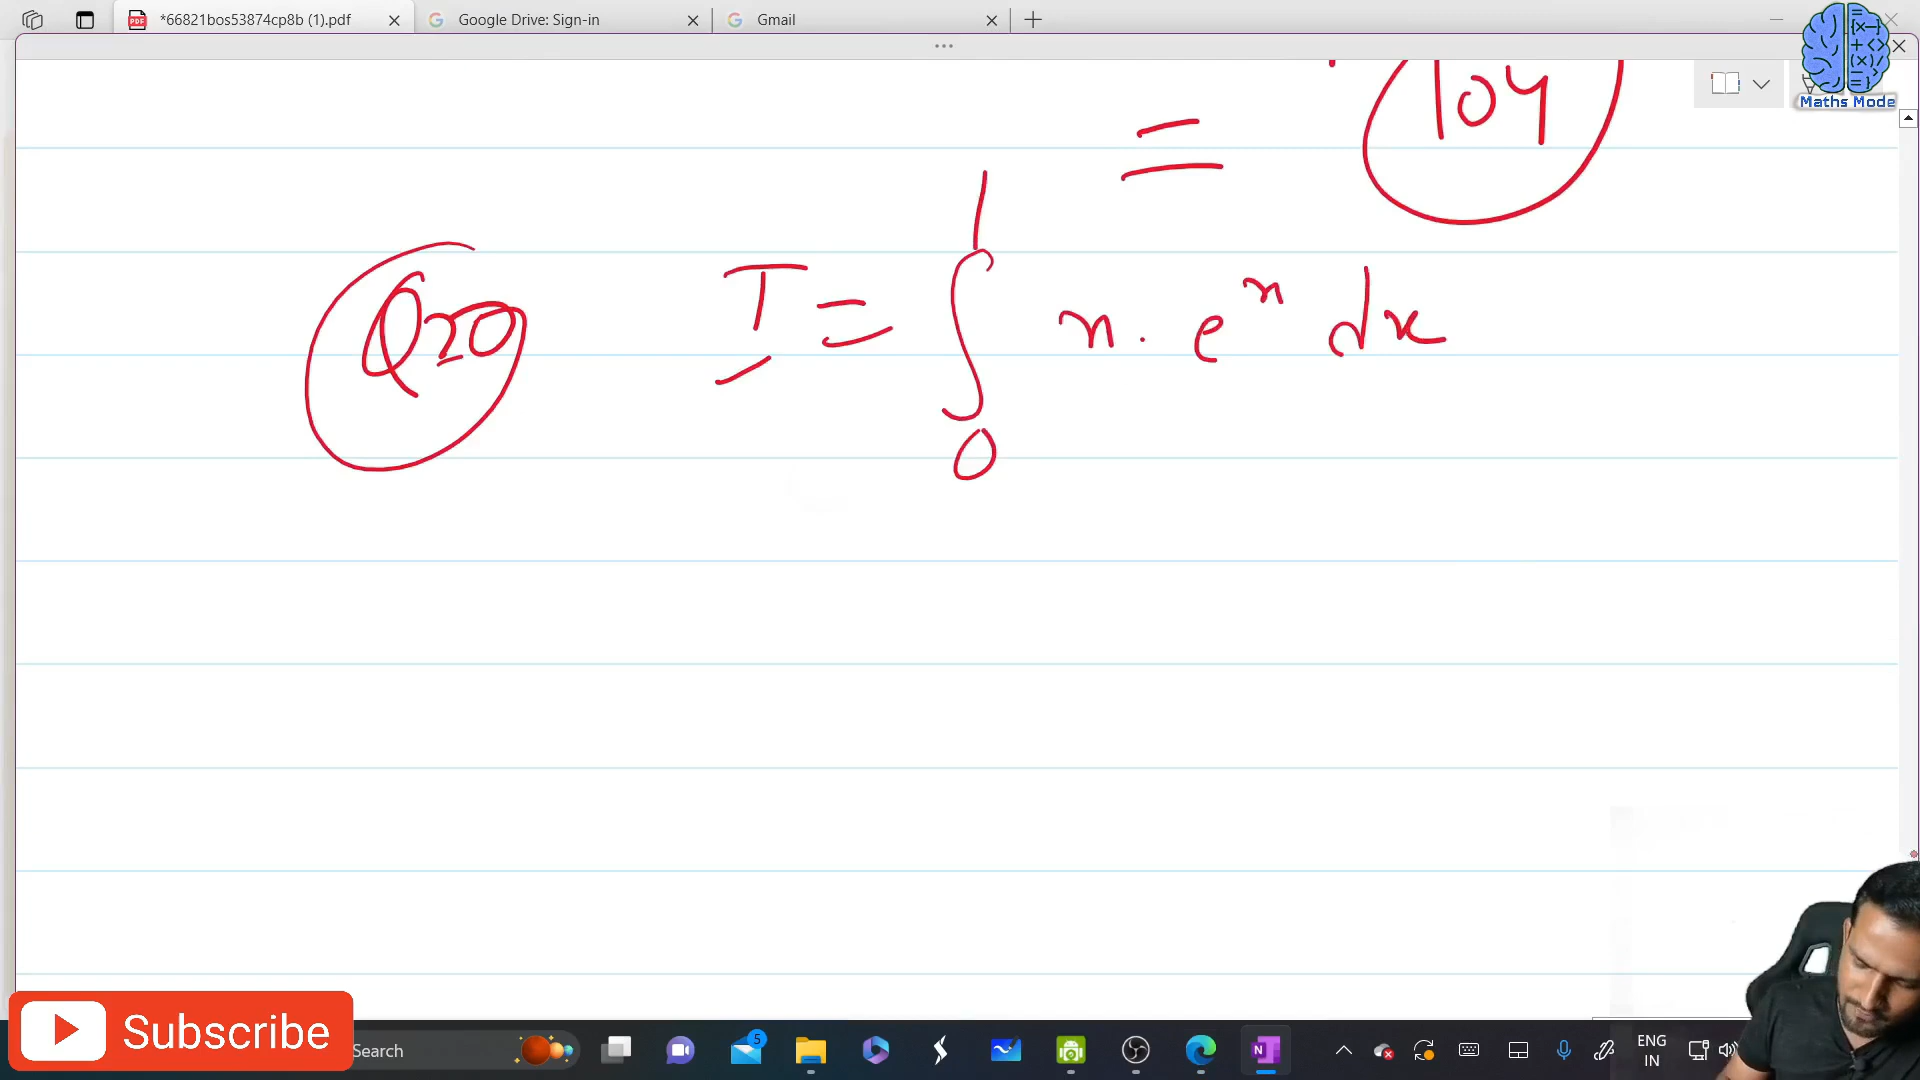 *66821bos53874cp8b (1).pdf
Google Drive: Sign-in
Gmail
Maths Mode
= 104
Q20 I = ∫₀¹ x . eˣ dx
Subscribe
Search
5
ENG
IN